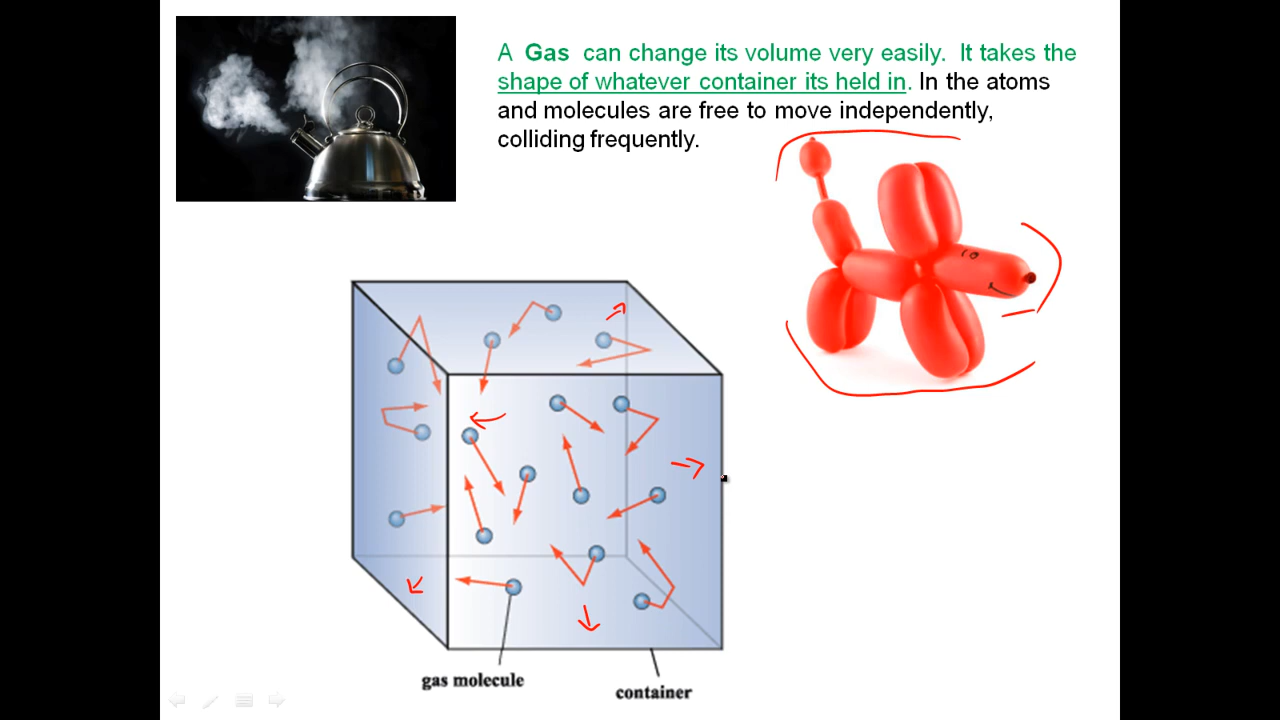 A Gas can change its volume very easily. It takes the
shape of whatever container its held in. In the atoms
and molecules are free to move independently,
colliding frequently.
gas molecule
container